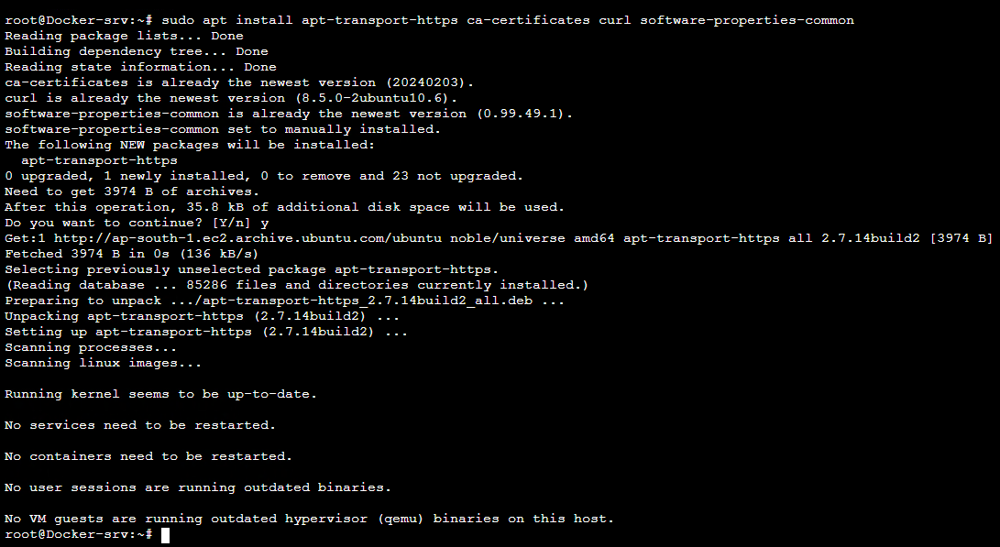 root@Docker-srv:~# sudo apt install apt-transport-https ca-certificates curl software-properties-common
Reading package lists... Done
Building dependency tree... Done
Reading state information... Done
ca-certificates is already the newest version (20240203).
curl is already the newest version (8.5.0-2ubuntu10.6).
software-properties-common is already the newest version (0.99.49.1).
software-properties-common set to manually installed.
The following NEW packages will be installed:
  apt-transport-https
0 upgraded, 1 newly installed, 0 to remove and 23 not upgraded.
Need to get 3974 B of archives.
After this operation, 35.8 kB of additional disk space will be used.
Do you want to continue? [Y/n] y
Get:1 http://ap-south-1.ec2.archive.ubuntu.com/ubuntu noble/universe amd64 apt-transport-https all 2.7.14build2 [3974 B]
Fetched 3974 B in 0s (136 kB/s)
Selecting previously unselected package apt-transport-https.
(Reading database ... 85286 files and directories currently installed.)
Preparing to unpack .../apt-transport-https_2.7.14build2_all.deb ...
Unpacking apt-transport-https (2.7.14build2) ...
Setting up apt-transport-https (2.7.14build2) ...
Scanning processes...
Scanning linux images...

Running kernel seems to be up-to-date.

No services need to be restarted.

No containers need to be restarted.

No user sessions are running outdated binaries.

No VM guests are running outdated hypervisor (qemu) binaries on this host.
root@Docker-srv:~#